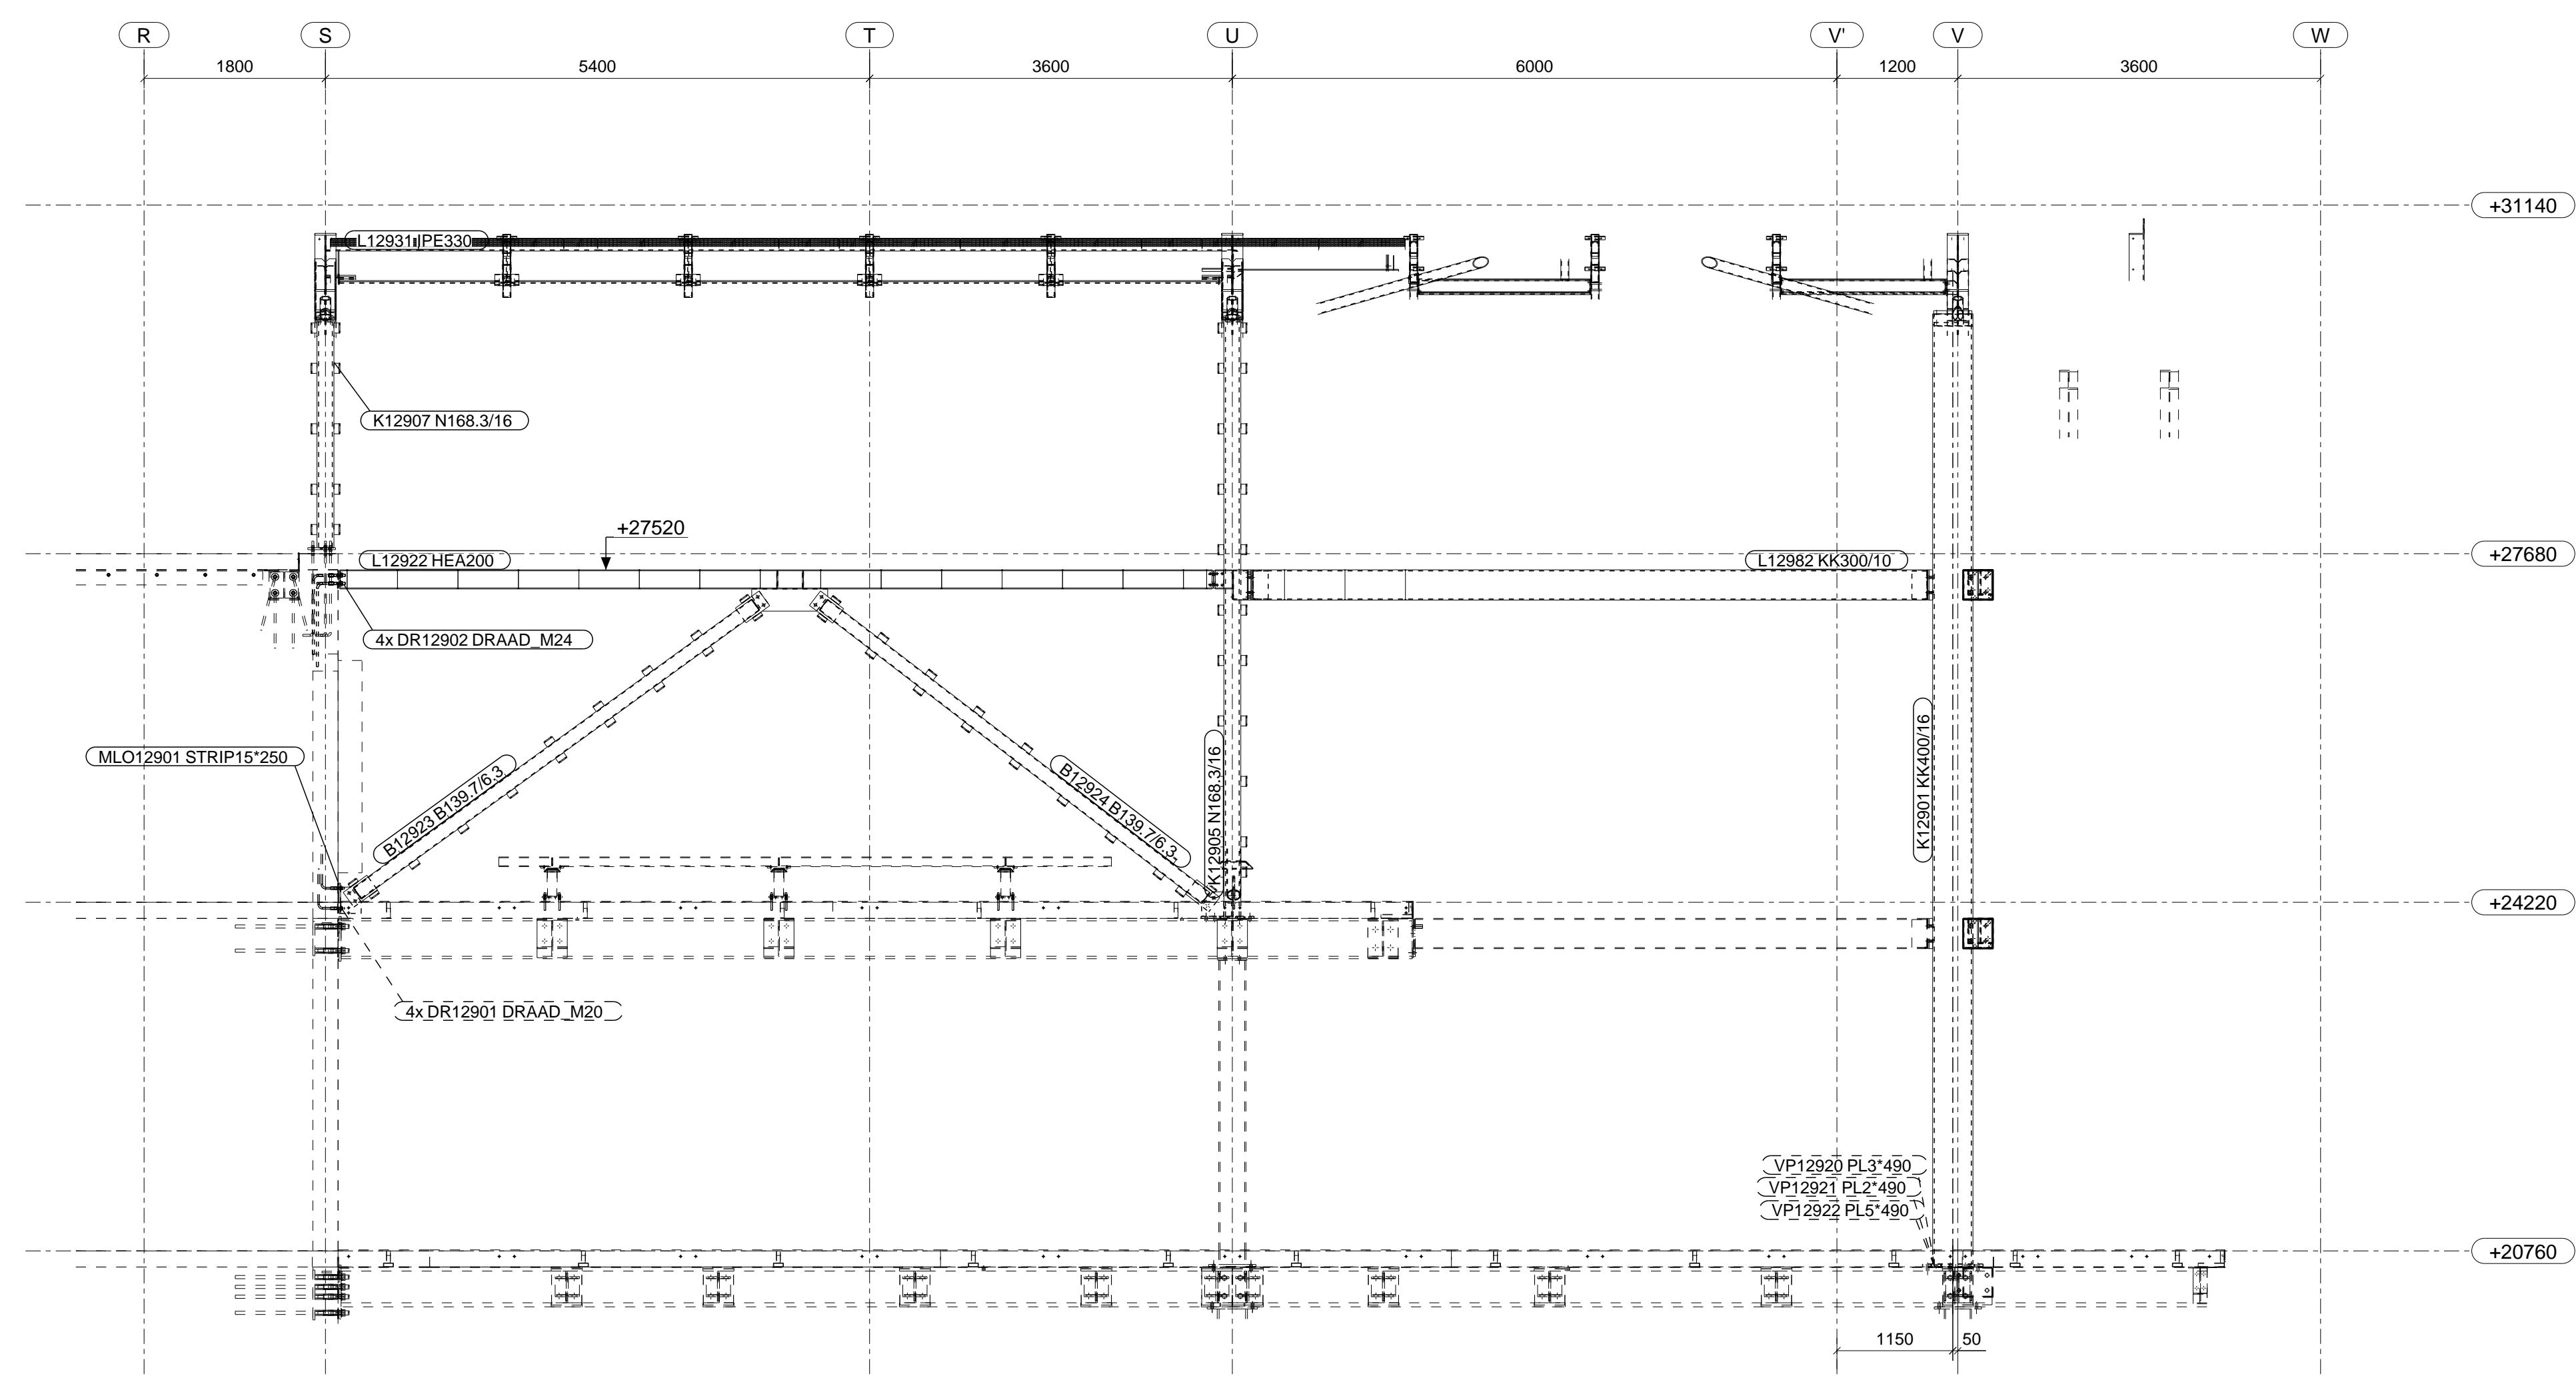 R S T U V' V W
1800 5400 3600 6000 1200 3600
+31140
L12931 IPE330
K12907 N168.3/16
+27520
L12922 HEA200
L12982 KK300/10
+27680
4x DR12902 DRAAD_M24
MLO12901 STRIP15*250
B12923 B139.7/6.3
B12924 B139.7/6.3
K12905 N168.3/16
K12901 KK400/16
+24220
4x DR12901 DRAAD_M20
VP12920 PL3*490
VP12921 PL2*490
VP12922 PL5*490
+20760
1150 50